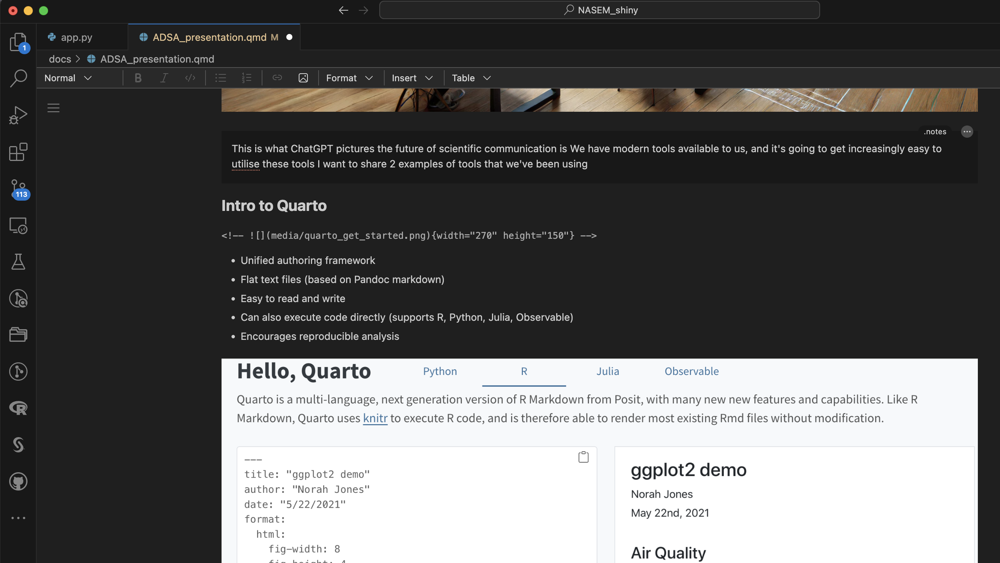 NASEM_shiny
app.py
ADSA_presentation.qmd M
1
docs > ADSA_presentation.qmd
Normal B I </> Format Insert Table
.notes
This is what ChatGPT pictures the future of scientific communication is We have modern tools available to us, and it's going to get increasingly easy to
utilise these tools I want to share 2 examples of tools that we've been using
113
Intro to Quarto
<!-- ![](media/quarto_get_started.png){width="270" height="150"} -->
• Unified authoring framework
• Flat text files (based on Pandoc markdown)
• Easy to read and write
• Can also execute code directly (supports R, Python, Julia, Observable)
• Encourages reproducible analysis
Hello, Quarto Python R Julia Observable
Quarto is a multi-language, next generation version of R Markdown from Posit, with many new new features and capabilities. Like R
Markdown, Quarto uses knitr to execute R code, and is therefore able to render most existing Rmd files without modification.
---
title: "ggplot2 demo"
author: "Norah Jones"
date: "5/22/2021"
format:
  html:
    fig-width: 8
    fig-height: 4
ggplot2 demo
Norah Jones
May 22nd, 2021
Air Quality